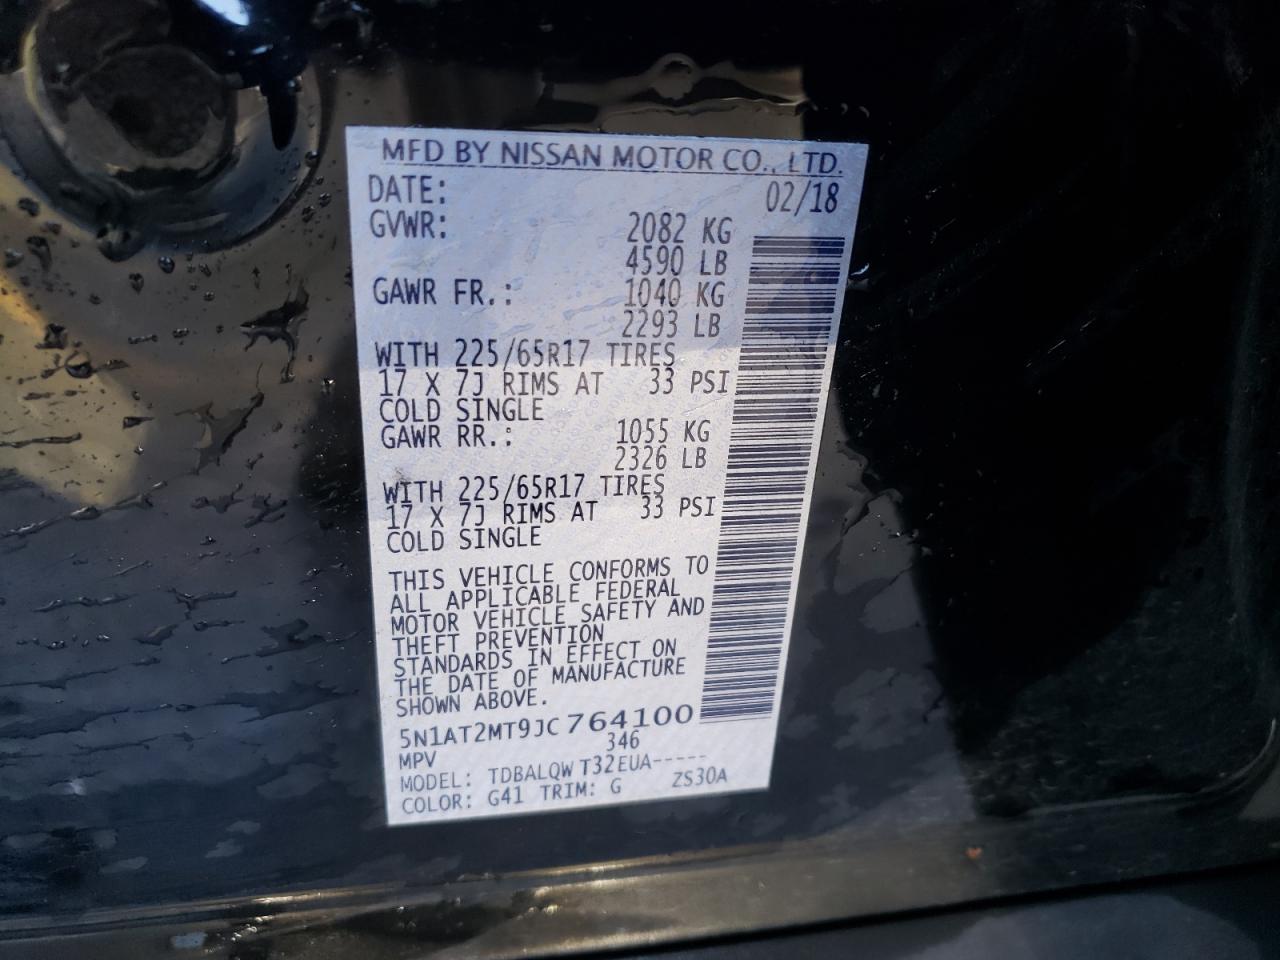 MFD BY NISSAN MOTOR CO., LTD.
DATE: 02/18
GVWR: 2082 KG
4590 LB
GAWR FR.: 1040 KG
2293 LB
WITH 225/65R17 TIRES
17 X 7J RIMS AT 33 PSI
COLD SINGLE
GAWR RR.: 1055 KG
2326 LB
WITH 225/65R17 TIRES
17 X 7J RIMS AT 33 PSI
COLD SINGLE
THIS VEHICLE CONFORMS TO
ALL APPLICABLE FEDERAL
MOTOR VEHICLE SAFETY AND
THEFT PREVENTION
STANDARDS IN EFFECT ON
THE DATE OF MANUFACTURE
SHOWN ABOVE.
5N1AT2MT9JC764100
MPV 346
MODEL: TDBALQWT32EUA-----
COLOR: G41 TRIM: G ZS30A